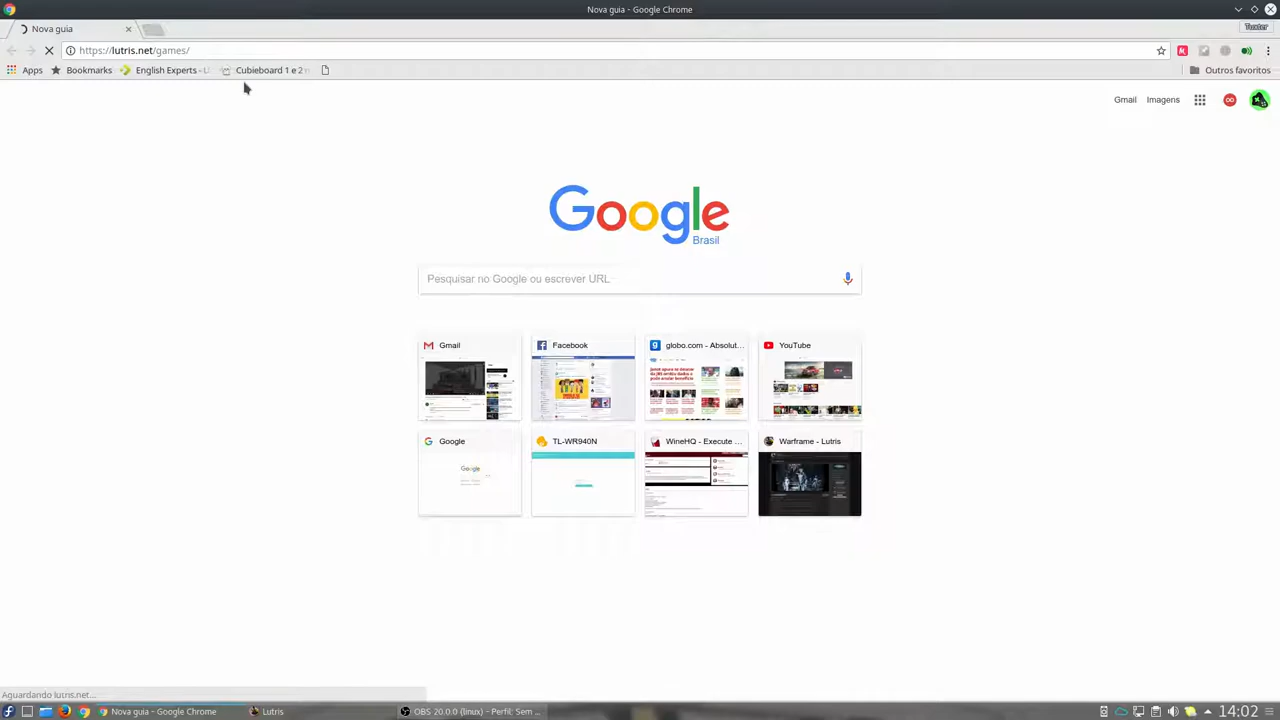 Nova guia - Google Chrome
Nova guia
Tuxter
https://lutris.net/games/
Apps
Bookmarks
English Experts - U
Cubieboard 1 e 2
Outros favoritos
Gmail
Imagens
Google
Brasil
Pesquisar no Google ou escrever URL
Gmail
Facebook
globo.com - Absolut...
YouTube
Google
TL-WR940N
WineHQ - Execute ...
Warframe - Lutris
Aguardando lutris.net...
Nova guia - Google Chrome
Lutris
OBS 20.0.0 (linux) - Perfil: Sem ...
14:02